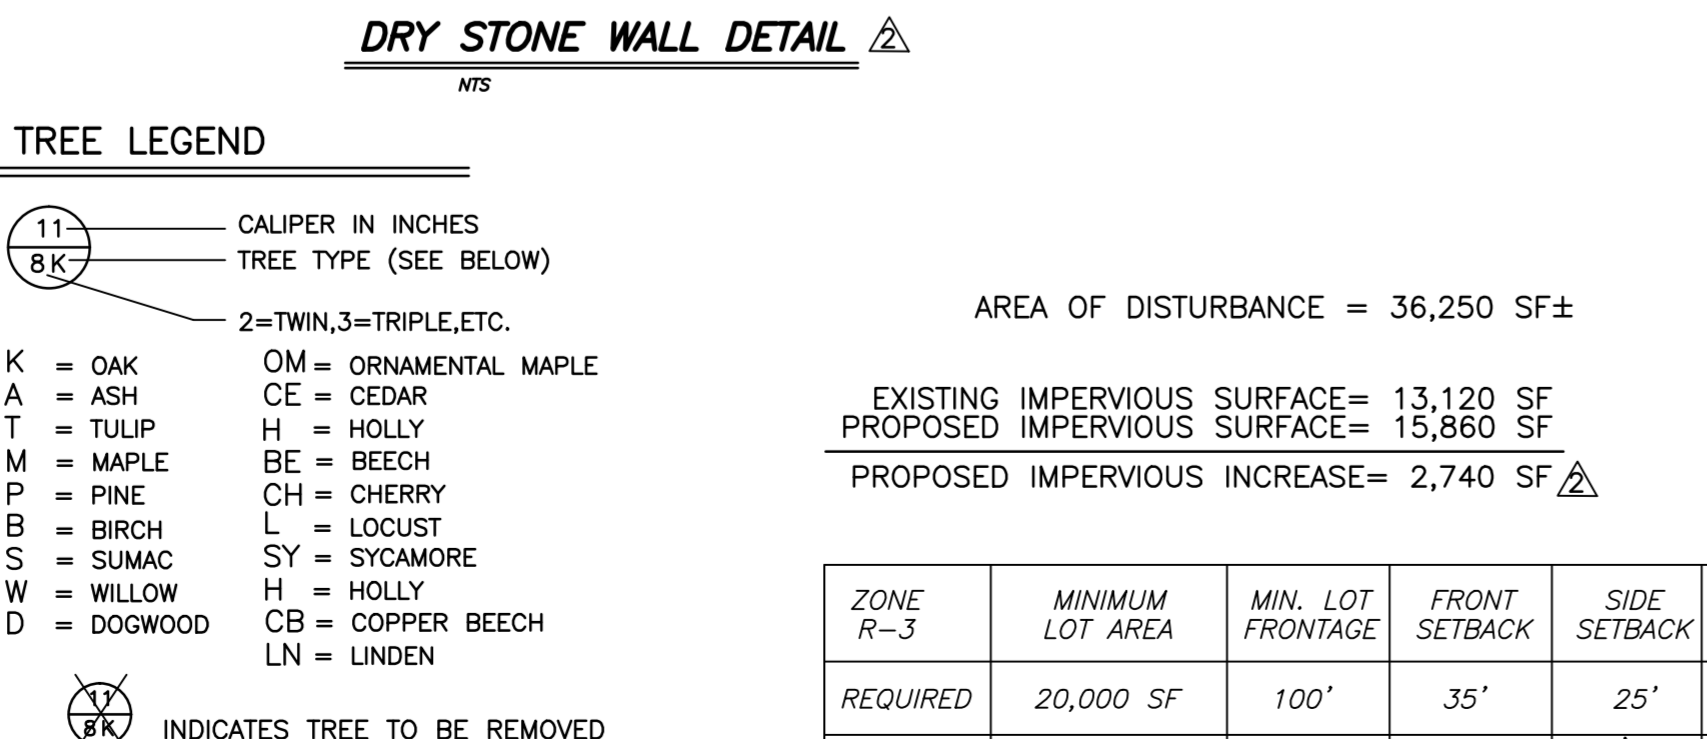 DRY STONE WALL DETAIL 2
NTS
TREE LEGEND
11
8K
CALIPER IN INCHES
TREE TYPE (SEE BELOW)
2=TWIN,3=TRIPLE,ETC.
K = OAK
A = ASH
T = TULIP
M = MAPLE
P = PINE
B = BIRCH
S = SUMAC
W = WILLOW
D = DOGWOOD
OM = ORNAMENTAL MAPLE
CE = CEDAR
H = HOLLY
BE = BEECH
CH = CHERRY
L = LOCUST
SY = SYCAMORE
H = HOLLY
CB = COPPER BEECH
LN = LINDEN
11
8K
INDICATES TREE TO BE REMOVED
AREA OF DISTURBANCE = 36,250 SF±
EXISTING IMPERVIOUS SURFACE= 13,120 SF
PROPOSED IMPERVIOUS SURFACE= 15,860 SF
PROPOSED IMPERVIOUS INCREASE= 2,740 SF 2
ZONE R-3 MINIMUM LOT AREA MIN. LOT FRONTAGE FRONT SETBACK SIDE SETBACK
REQUIRED 20,000 SF 100' 35' 25'